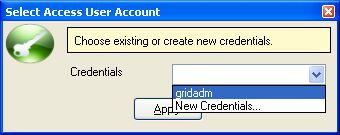 Select Access User Account
Choose existing or create new credentials.
Credentials
gridadm
New Credentials...
Apply